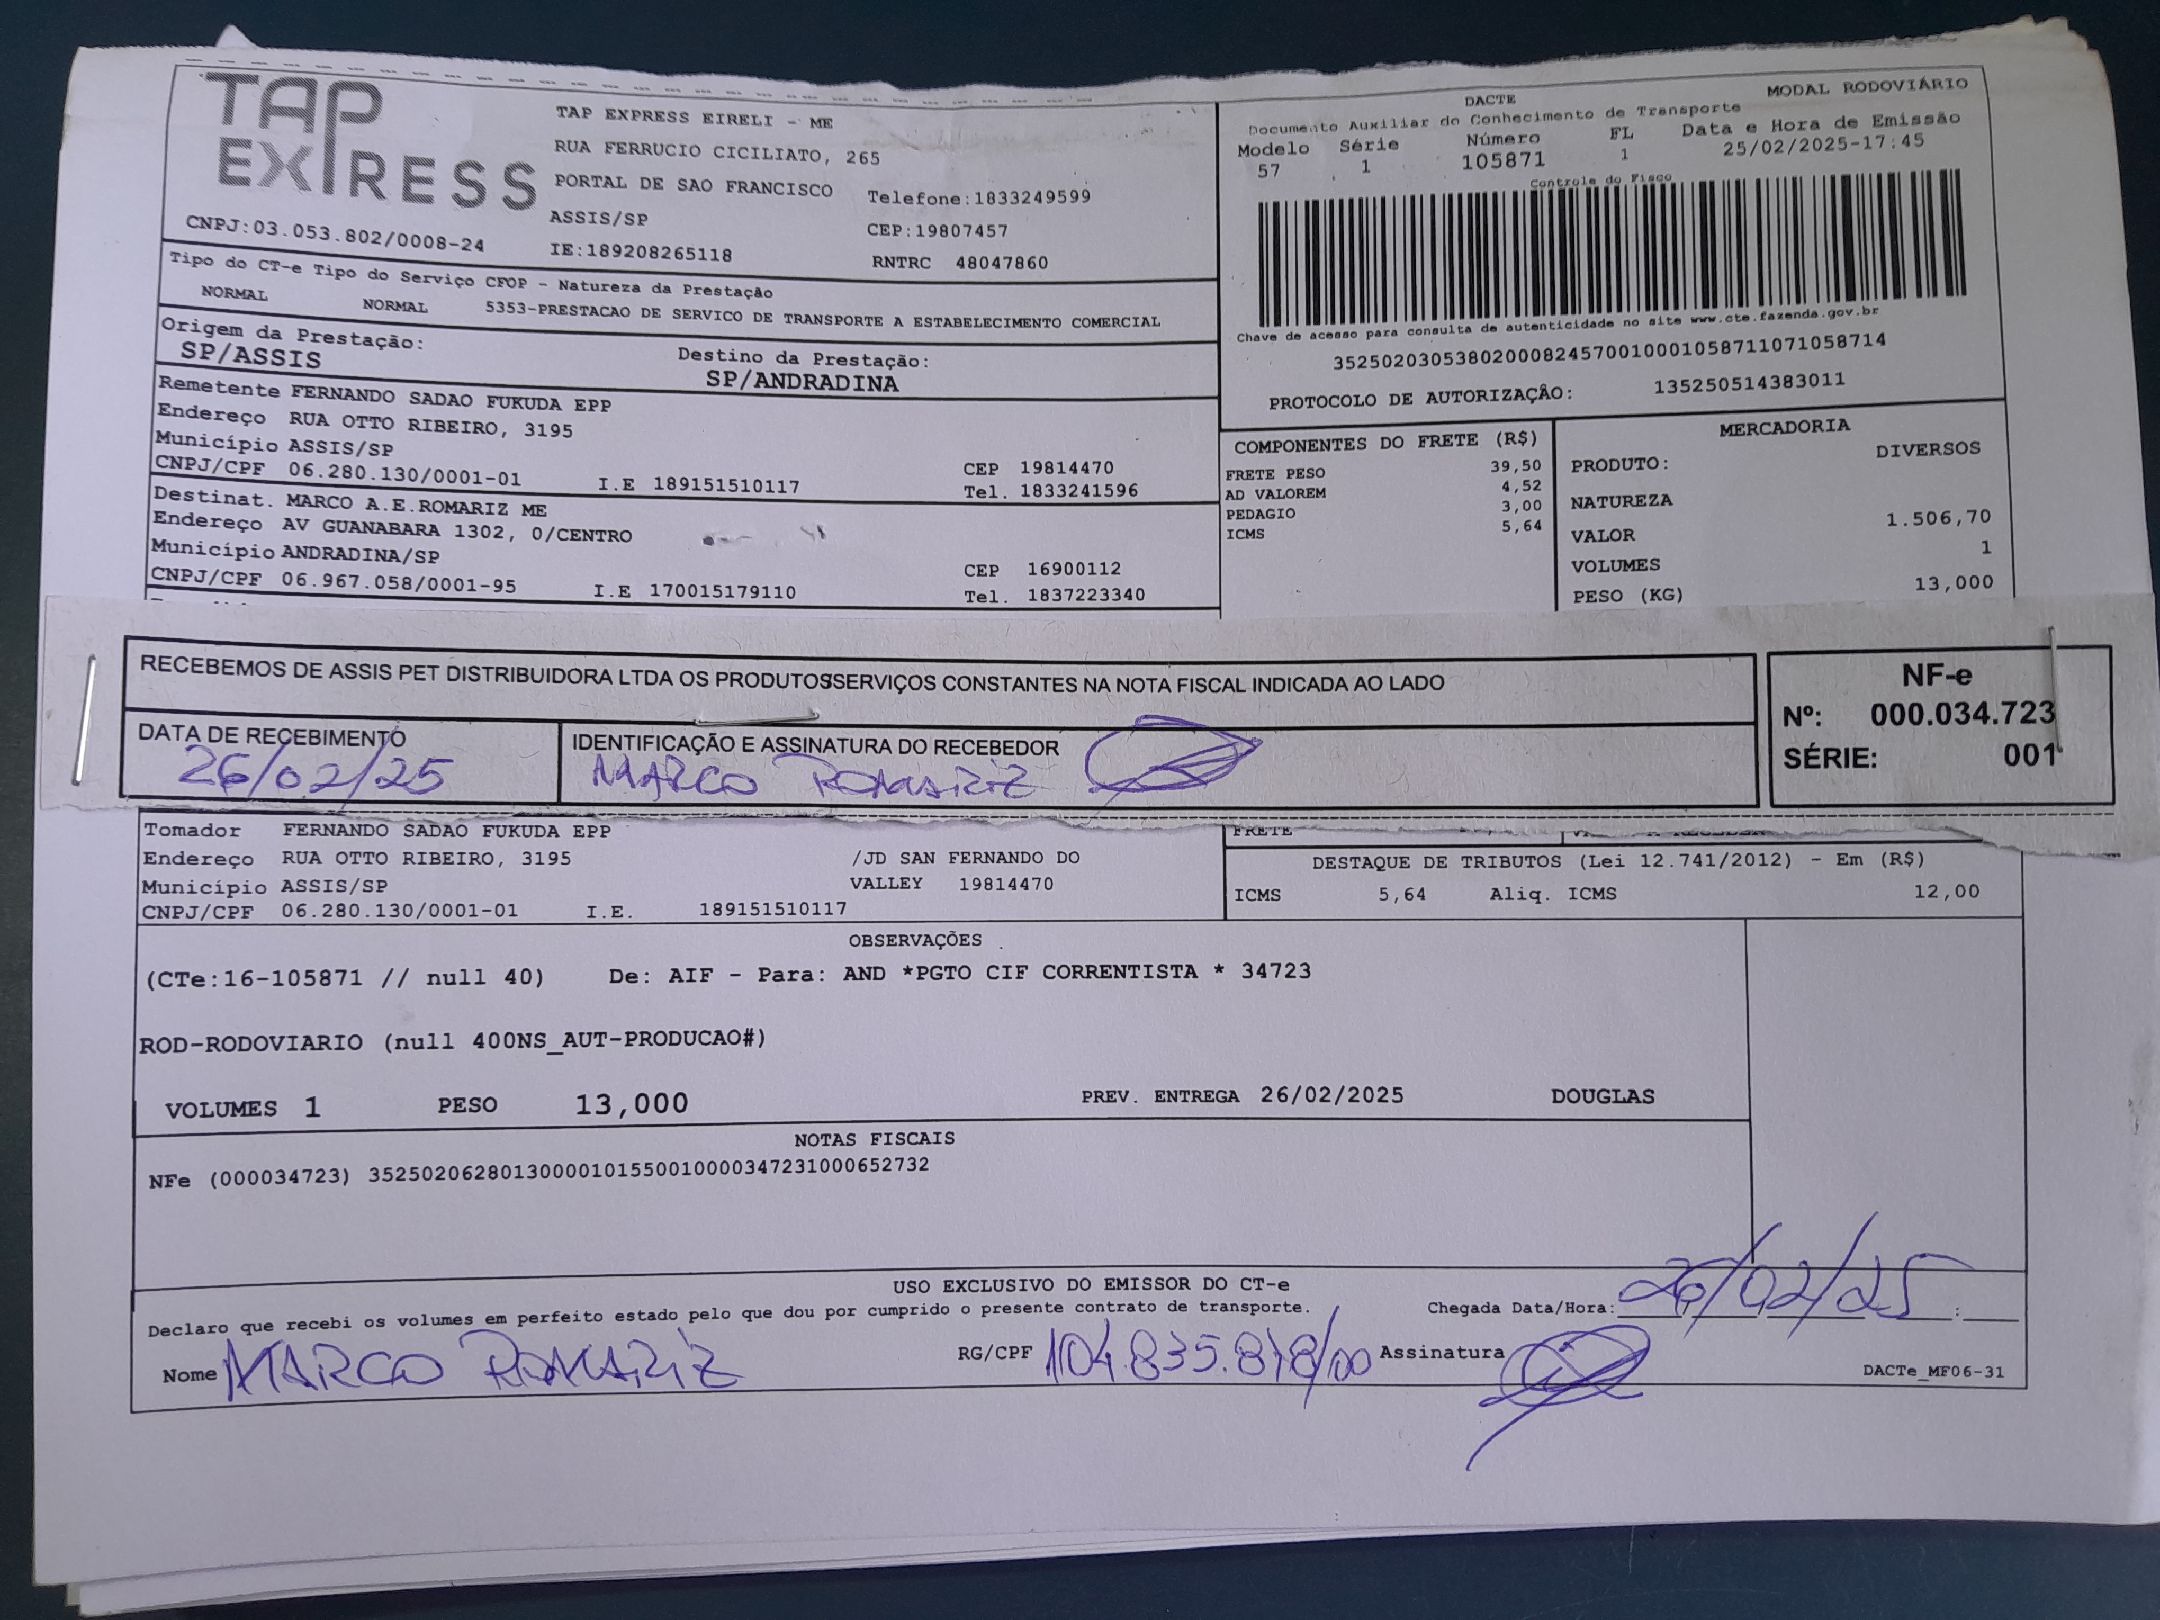 TAP EXPRESS
TAP EXPRESS EIRELI - ME
RUA FERRUCIO CICILIATO, 265
PORTAL DE SAO FRANCISCO Telefone:1833249599
ASSIS/SP CEP:19807457
CNPJ:03.053.802/0008-24 IE:189208265118 RNTRC 48047860
DACTE MODAL RODOVIÁRIO
Documento Auxiliar do Conhecimento de Transporte
Modelo Série Número FL Data e Hora de Emissão
57 1 105871 1 25/02/2025-17:45
Controle do Fisco
Chave de acesso para consulta de autenticidade no site www.cte.fazenda.gov.br
35250203053802000824570010001058711071058714
PROTOCOLO DE AUTORIZAÇÃO: 135250514383011
Tipo do CT-e Tipo do Serviço CFOP - Natureza da Prestação
NORMAL NORMAL 5353-PRESTACAO DE SERVICO DE TRANSPORTE A ESTABELECIMENTO COMERCIAL
Origem da Prestação: Destino da Prestação:
SP/ASSIS SP/ANDRADINA
Remetente FERNANDO SADAO FUKUDA EPP
Endereço RUA OTTO RIBEIRO, 3195
Município ASSIS/SP CEP 19814470
CNPJ/CPF 06.280.130/0001-01 I.E 189151510117 Tel. 1833241596
Destinat. MARCO A.E.ROMARIZ ME
Endereço AV GUANABARA 1302, 0/CENTRO
Município ANDRADINA/SP CEP 16900112
CNPJ/CPF 06.967.058/0001-95 I.E 170015179110 Tel. 1837223340
COMPONENTES DO FRETE (R$)
FRETE PESO 39,50
AD VALOREM 4,52
PEDAGIO 3,00
ICMS 5,64
MERCADORIA
PRODUTO: DIVERSOS
NATUREZA
VALOR 1.506,70
VOLUMES 1
PESO (KG) 13,000
RECEBEMOS DE ASSIS PET DISTRIBUIDORA LTDA OS PRODUTOS/SERVIÇOS CONSTANTES NA NOTA FISCAL INDICADA AO LADO
DATA DE RECEBIMENTO IDENTIFICAÇÃO E ASSINATURA DO RECEBEDOR
26/02/25 MARCO ROMARIZ
NF-e
Nº: 000.034.723
SÉRIE: 001
Tomador FERNANDO SADAO FUKUDA EPP
Endereço RUA OTTO RIBEIRO, 3195 /JD SAN FERNANDO DO
Município ASSIS/SP VALLEY 19814470
CNPJ/CPF 06.280.130/0001-01 I.E. 189151510117
FRETE
DESTAQUE DE TRIBUTOS (Lei 12.741/2012) - Em (R$)
ICMS 5,64 Aliq. ICMS 12,00
OBSERVAÇÕES
(CTe:16-105871 // null 40) De: AIF - Para: AND *PGTO CIF CORRENTISTA * 34723
ROD-RODOVIARIO (null 400NS_AUT-PRODUCAO#)
VOLUMES 1 PESO 13,000 PREV. ENTREGA 26/02/2025 DOUGLAS
NOTAS FISCAIS
NFe (000034723) 35250206280130000101550010000347231000652732
USO EXCLUSIVO DO EMISSOR DO CT-e
Declaro que recebi os volumes em perfeito estado pelo que dou por cumprido o presente contrato de transporte. Chegada Data/Hora: 26/02/25
Nome MARCO ROMARIZ RG/CPF 104.835.818/00 Assinatura
DACTe_MF06-31